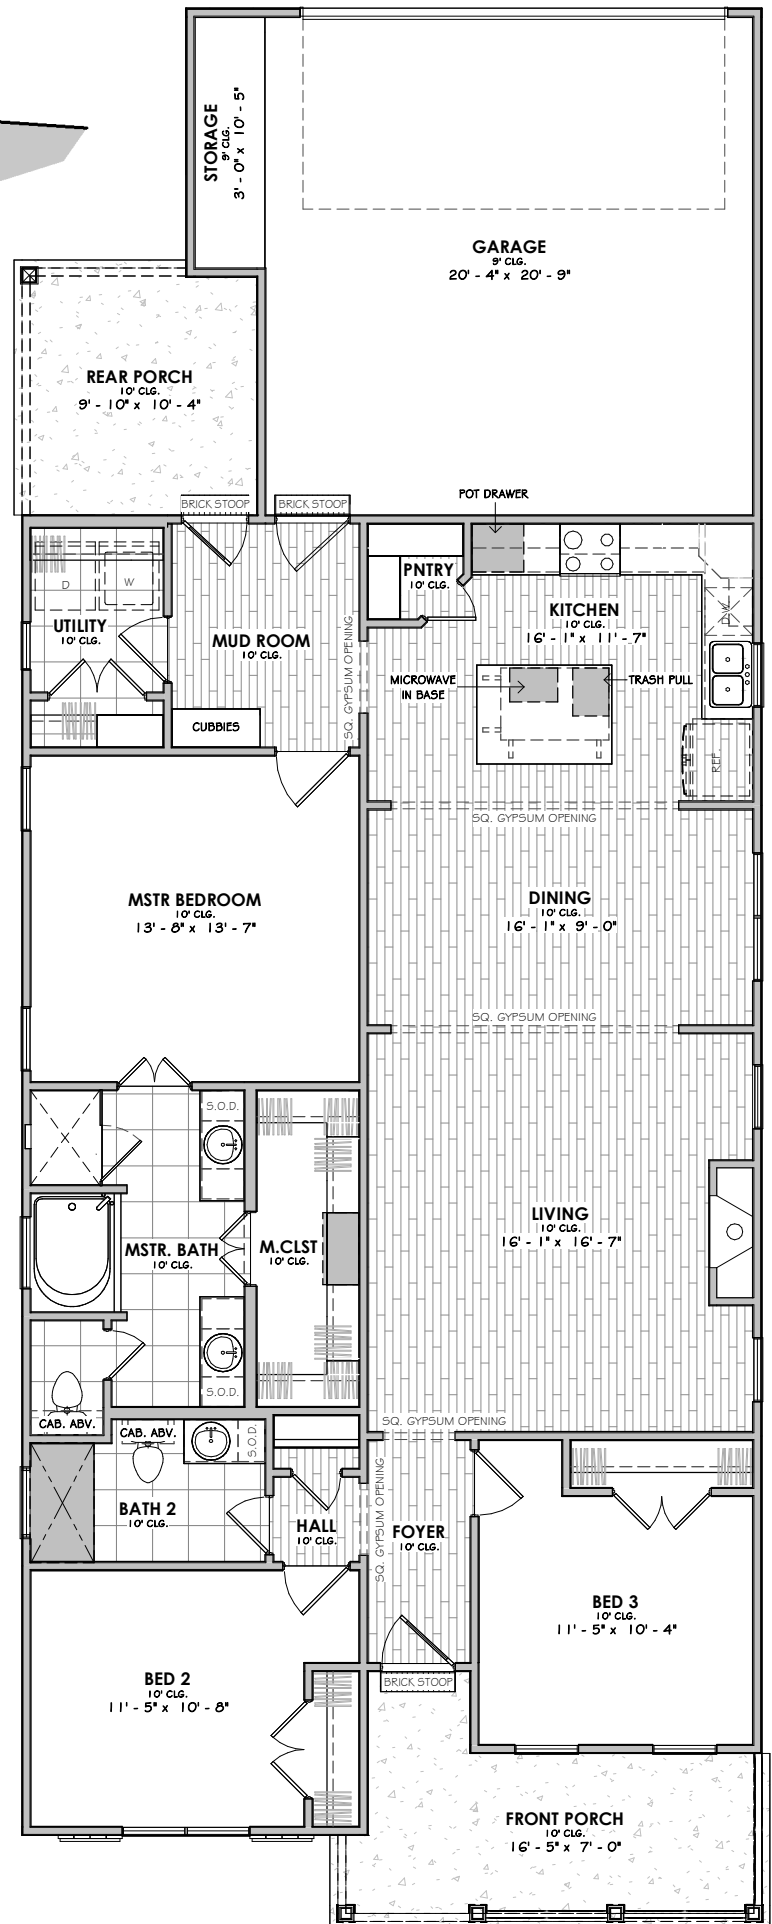 STORAGE
9' CLG.
3' - 0" x 10' - 5"
GARAGE
9' CLG.
20' - 4" x 20' - 9"
REAR PORCH
10' CLG.
9' - 10" x 10' - 4"
POT DRAWER
BRICK STOOP
BRICK STOOP
D
W
UTILITY
10' CLG.
MUD ROOM
10' CLG.
CUBBIES
SQ. GYPSUM OPENING
PNTRY
10' CLG.
KITCHEN
10' CLG.
16' - 1" x 11' - 7"
D.W.
MICROWAVE
IN BASE
TRASH PULL
REF.
SQ. GYPSUM OPENING
MSTR BEDROOM
10' CLG.
13' - 8" x 13' - 7"
DINING
10' CLG.
16' - 1" x 9' - 0"
SQ. GYPSUM OPENING
S.O.D.
MSTR. BATH
10' CLG.
M.CLST
10' CLG.
LIVING
10' CLG.
16' - 1" x 16' - 7"
S.O.D.
CAB. ABV.
SQ. GYPSUM OPENING
CAB. ABV.
S.O.D.
BATH 2
10' CLG.
HALL
10' CLG.
SQ. GYPSUM OPENING
FOYER
10' CLG.
BED 3
10' CLG.
11' - 5" x 10' - 4"
BED 2
10' CLG.
11' - 5" x 10' - 8"
BRICK STOOP
FRONT PORCH
10' CLG.
16' - 5" x 7' - 0"